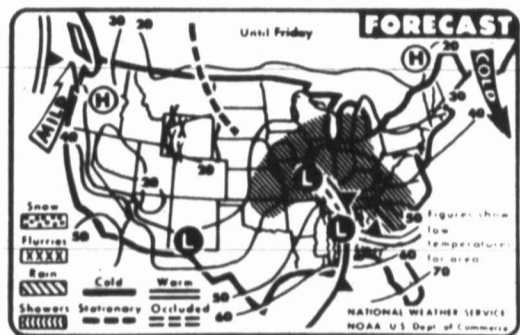 FORECAST
Until Friday
30 20
H
H
20
COLD
30
MILD
40
40
20
20
L
L
L
50
50
50
60
60
70
Figures show
low
temperatures
for area
Snow
Flurries
XXXX
Rain
Showers
Cold
Warm
Stationary
Occluded
NATIONAL WEATHER SERVICE
NOAA U S Dept of Commerce